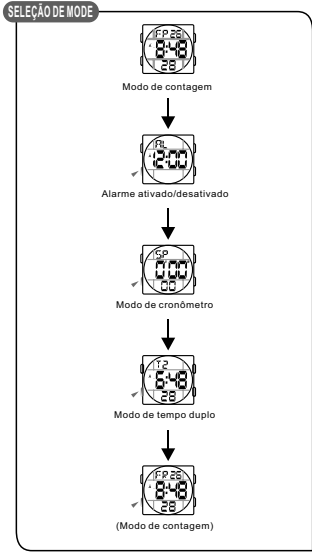 SELEÇÃO DE MODE
FR 26
8:48
28
Modo de contagem
AL
12:00
Alarme ativado/desativado
SP
0'00
00
Modo de cronômetro
T2
6:48
28
Modo de tempo duplo
FR 26
8:48
28
(Modo de contagem)